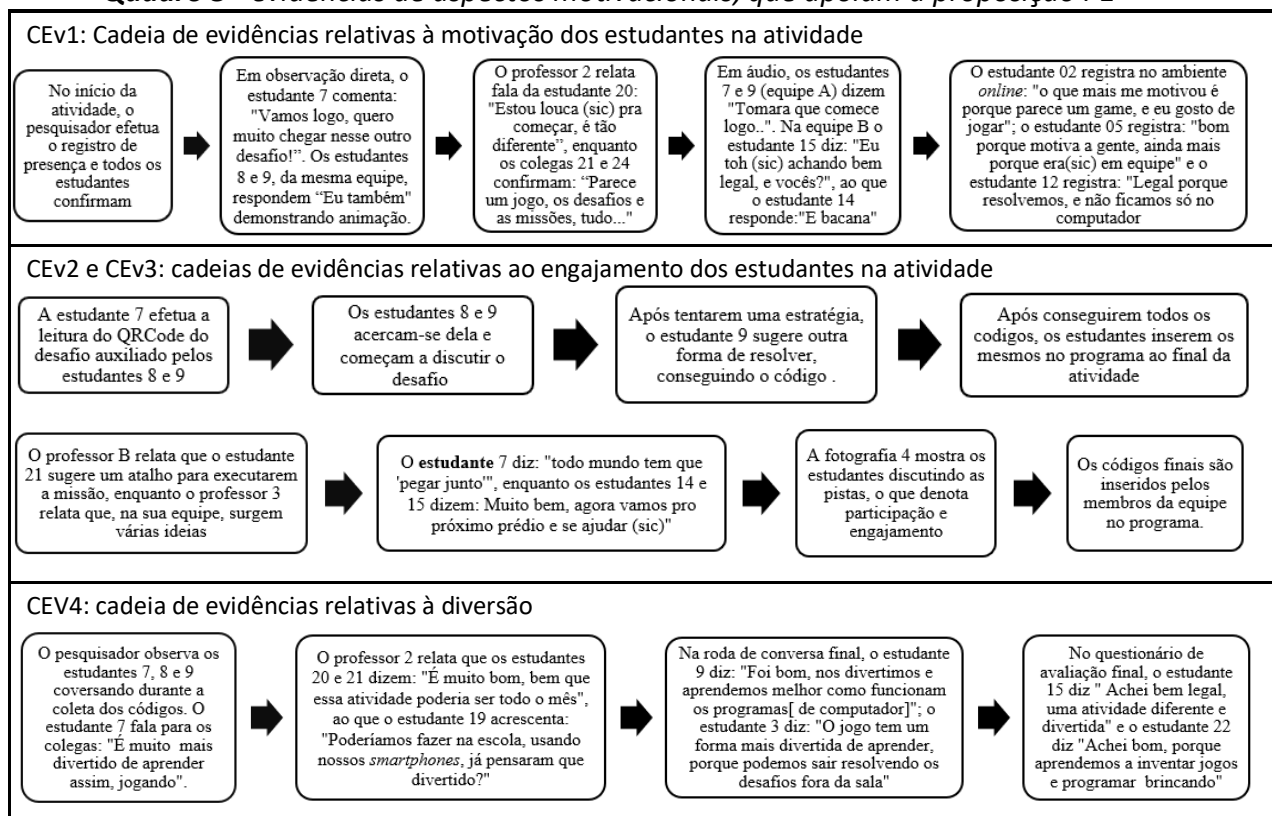 CEv1: Cadeia de evidências relativas à motivação dos estudantes na atividade
No início da
atividade, o
pesquisador efetua
o registro de
presença e todos os
estudantes
confirmam
Em observação direta, o
estudante 7 comenta:
"Vamos logo, quero
muito chegar nesse outro
desafio!”. Os estudantes
8 e 9, da mesma equipe,
respondem “Eu também"
demonstrando animação.
O professor 2 relata
fala da estudante 20:
"Estou louca (sic) pra
começar, é tão
diferente”, enquanto
os colegas 21 e 24
confirmam: “Parece
um jogo, os desafios e
as missões, tudo..."
Em áudio, os estudantes
7 e 9 (equipe A) dizem
"Tomara que comece
logo..". Na equipe B o
estudante 15 diz: "Eu
toh (sic) achando bem
legal, e vocês?", ao que
o estudante 14
responde:"E bacana"
O estudante 02 registra no ambiente
online: "o que mais me motivou é
porque parece um game, e eu gosto de
jogar"; o estudante 05 registra: "bom
porque motiva a gente, ainda mais
porque era(sic) em equipe" e o
estudante 12 registra: "Legal porque
resolvemos, e não ficamos só no
computador
CEv2 e CEv3: cadeias de evidências relativas ao engajamento dos estudantes na atividade
A estudante 7 efetua a
leitura do QRCode do
desafio auxiliado pelos
estudantes 8 e 9
Os estudantes 8 e 9
acercam-se dela e
começam a discutir o
desafio
Após tentarem uma estratégia,
o estudante 9 sugere outra
forma de resolver,
conseguindo o código .
Após conseguirem todos os
codigos, os estudantes inserem os
mesmos no programa ao final da
atividade
O professor B relata que o estudante
21 sugere um atalho para executarem
a missão, enquanto o professor 3
relata que, na sua equipe, surgem
várias ideias
O estudante 7 diz: "todo mundo tem que
'pegar junto'", enquanto os estudantes 14 e
15 dizem: Muito bem, agora vamos pro
próximo prédio e se ajudar (sic)"
A fotografia 4 mostra os
estudantes discutindo as
pistas, o que denota
participação e
engajamento
Os códigos finais são
inseridos pelos
membros da equipe
no programa.
CEV4: cadeia de evidências relativas à diversão
O pesquisador observa os
estudantes 7, 8 e 9
coversando durante a
coleta dos códigos. O
estudante 7 fala para os
colegas: "É muito mais
divertido de aprender
assim, jogando".
O professor 2 relata que os estudantes
20 e 21 dizem: "É muito bom, bem que
essa atividade poderia ser todo o mês",
ao que o estudante 19 acrescenta:
"Poderíamos fazer na escola, usando
nossos smartphones, já pensaram que
divertido?"
Na roda de conversa final, o estudante
9 diz: "Foi bom, nos divertimos e
aprendemos melhor como funcionam
os programas[ de computador]"; o
estudante 3 diz: "O jogo tem um
forma mais divertida de aprender,
porque podemos sair resolvendo os
desafios fora da sala"
No questionário de
avaliação final, o estudante
15 diz " Achei bem legal,
uma atividade diferente e
divertida" e o estudante 22
diz "Achei bom, porque
aprendemos a inventar jogos
e programar brincando"